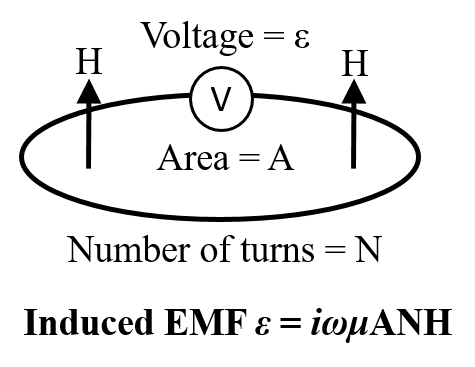 Voltage = ε
H
H
V
Area = A
Number of turns = N
Induced EMF ε = iωμANH